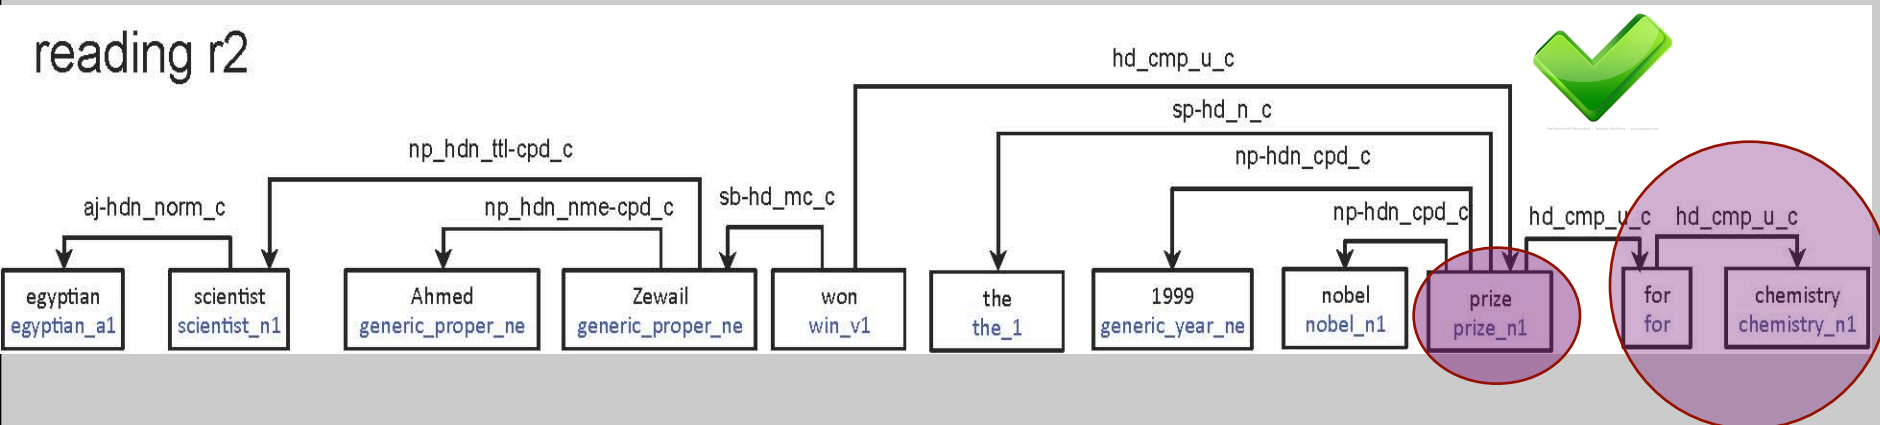 reading r2
hd_cmp_u_c
sp-hd_n_c
np_hdn_ttl-cpd_c
np-hdn_cpd_c
aj-hdn_norm_c
np_hdn_nme-cpd_c
sb-hd_mc_c
np-hdn_cpd_c
hd_cmp_u_c
hd_cmp_u_c
egyptian
egyptian_a1
scientist
scientist_n1
Ahmed
generic_proper_ne
Zewail
generic_proper_ne
won
win_v1
the
the_1
1999
generic_year_ne
nobel
nobel_n1
prize
prize_n1
for
for
chemistry
chemistry_n1